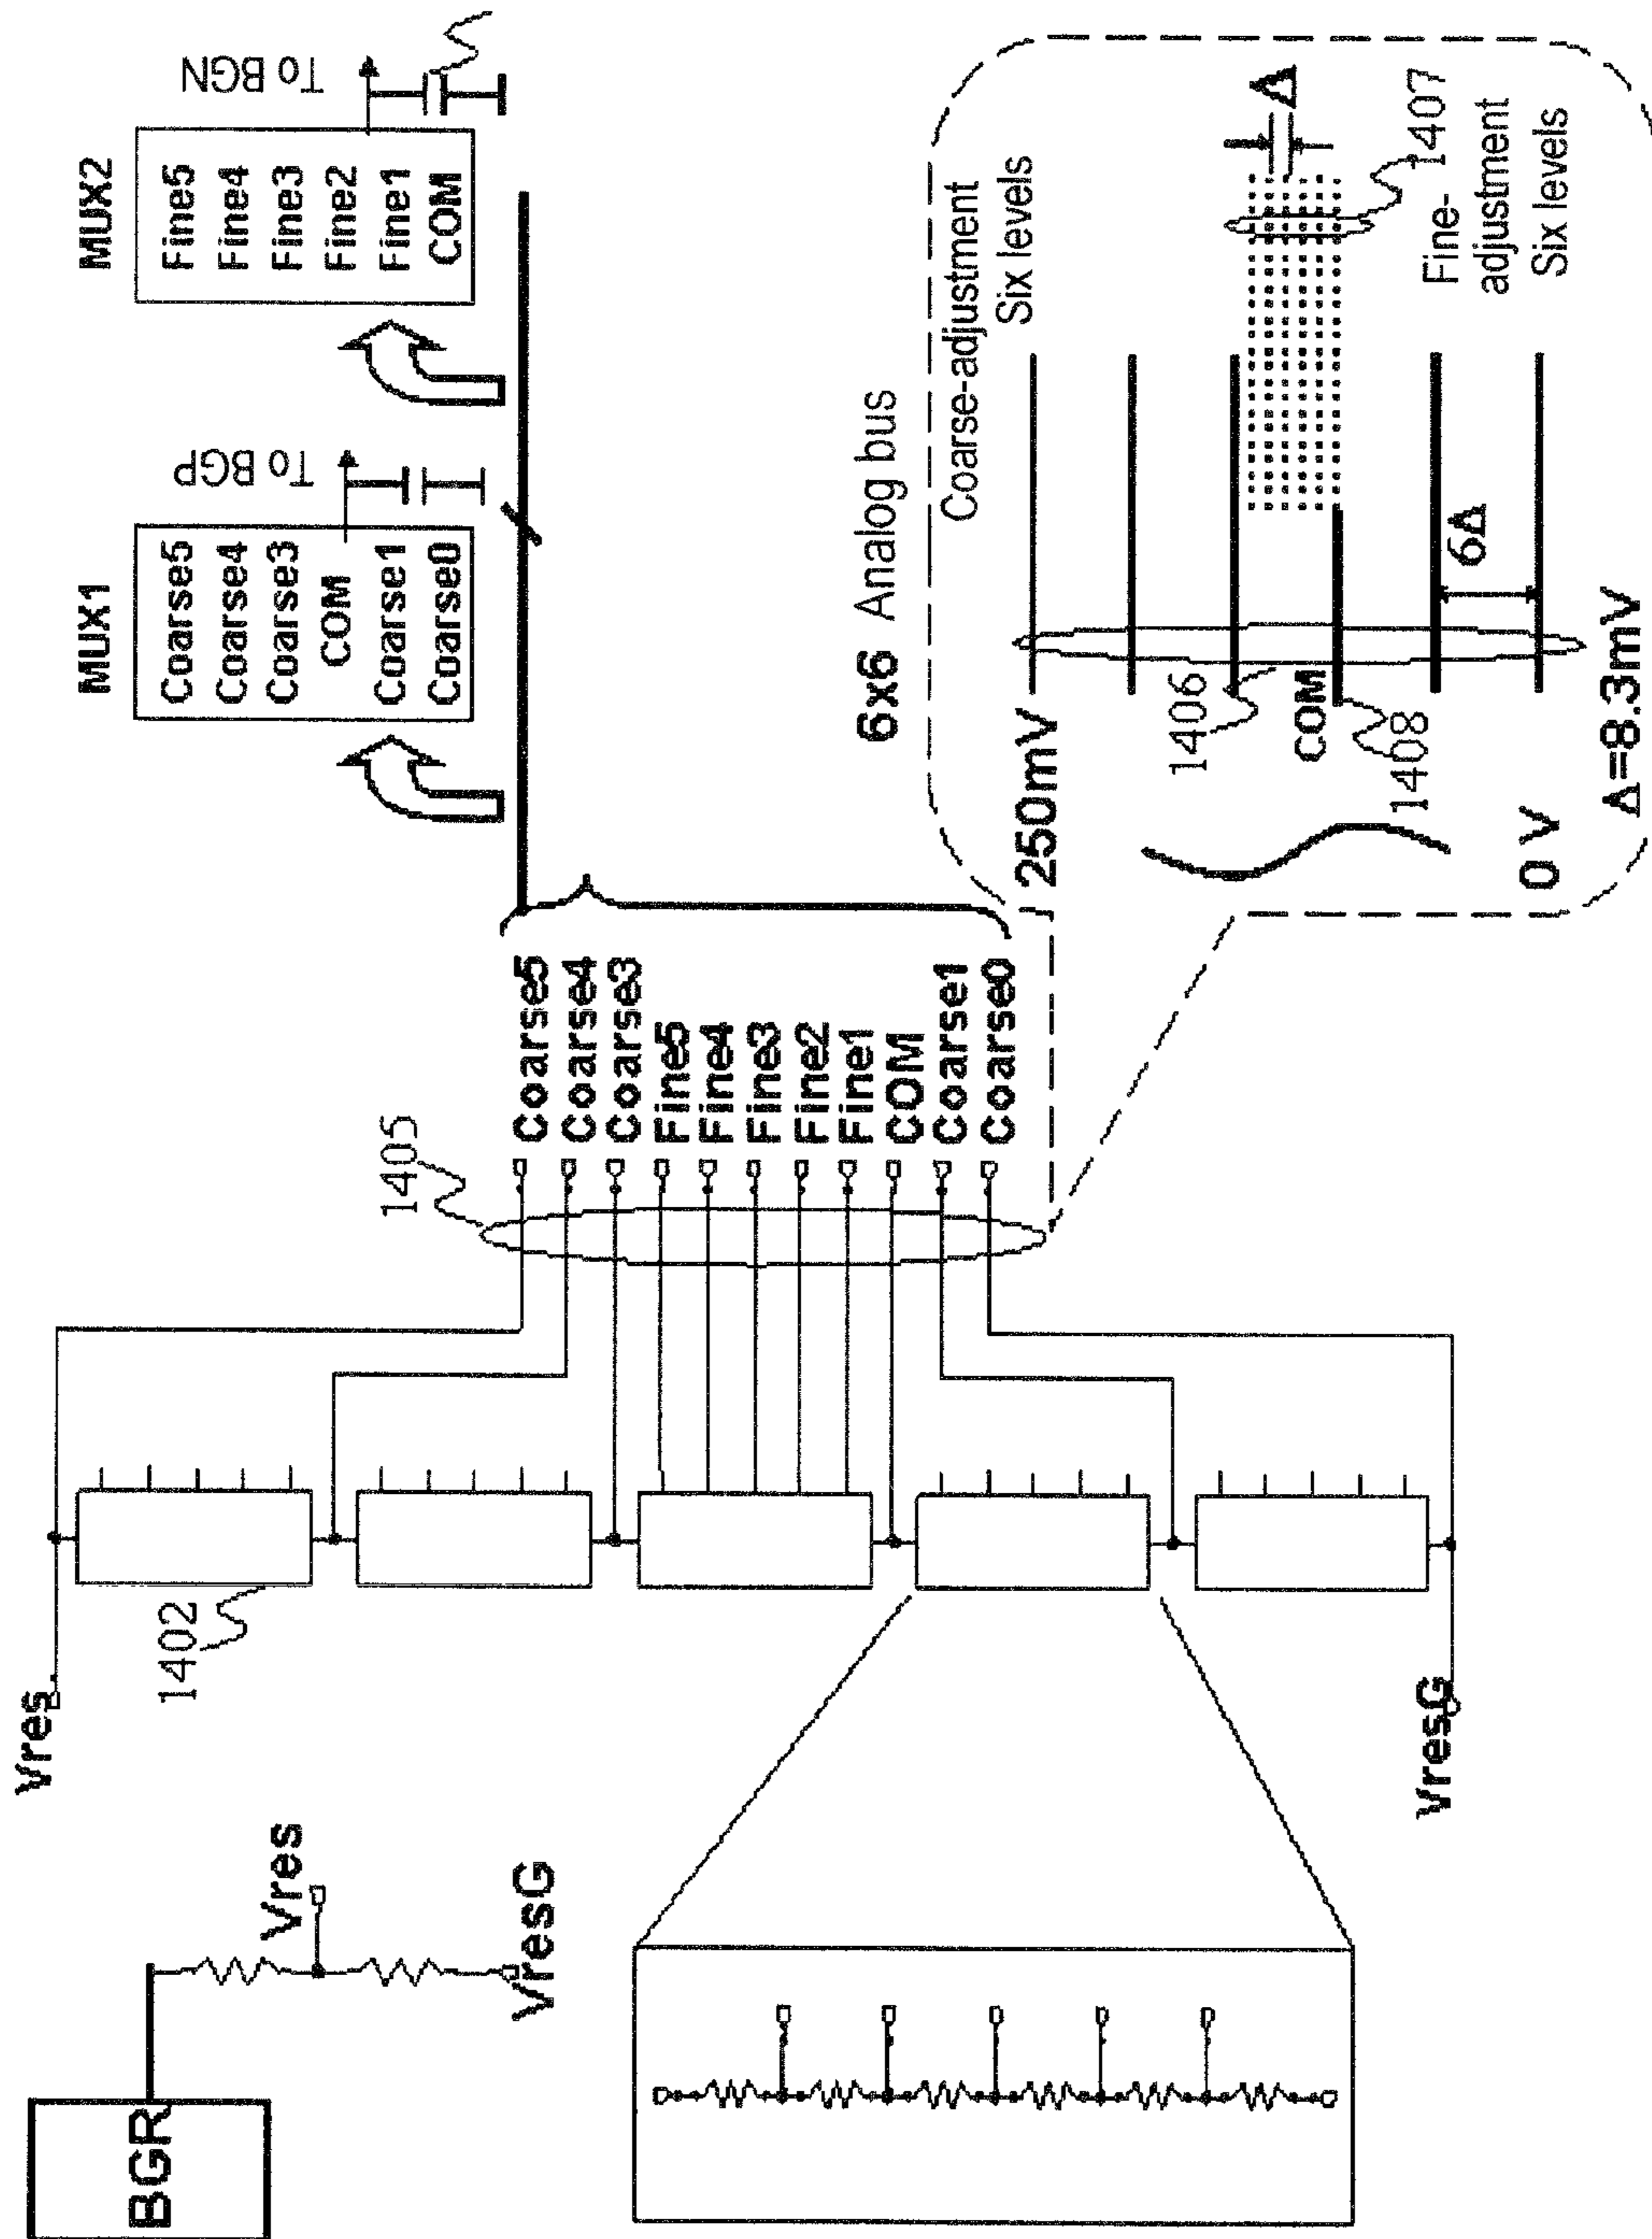 BGR
Vres
VresG
Vres
1402
VresG
1405
Coarse5
Coarse4
Coarse3
Fine5
Fine4
Fine3
Fine2
Fine1
COM
Coarse1
Coarse0
MUX1
Coarse5
Coarse4
Coarse3
COM
Coarse1
Coarse0
To BGP
MUX2
Fine5
Fine4
Fine3
Fine2
Fine1
COM
To BGN
6x6 Analog bus
Coarse-adjustment
Six levels
250mV
1406
COM
1408
0 V
6Δ
Δ
1407
Fine-
adjustment
Six levels
Δ=8.3mV